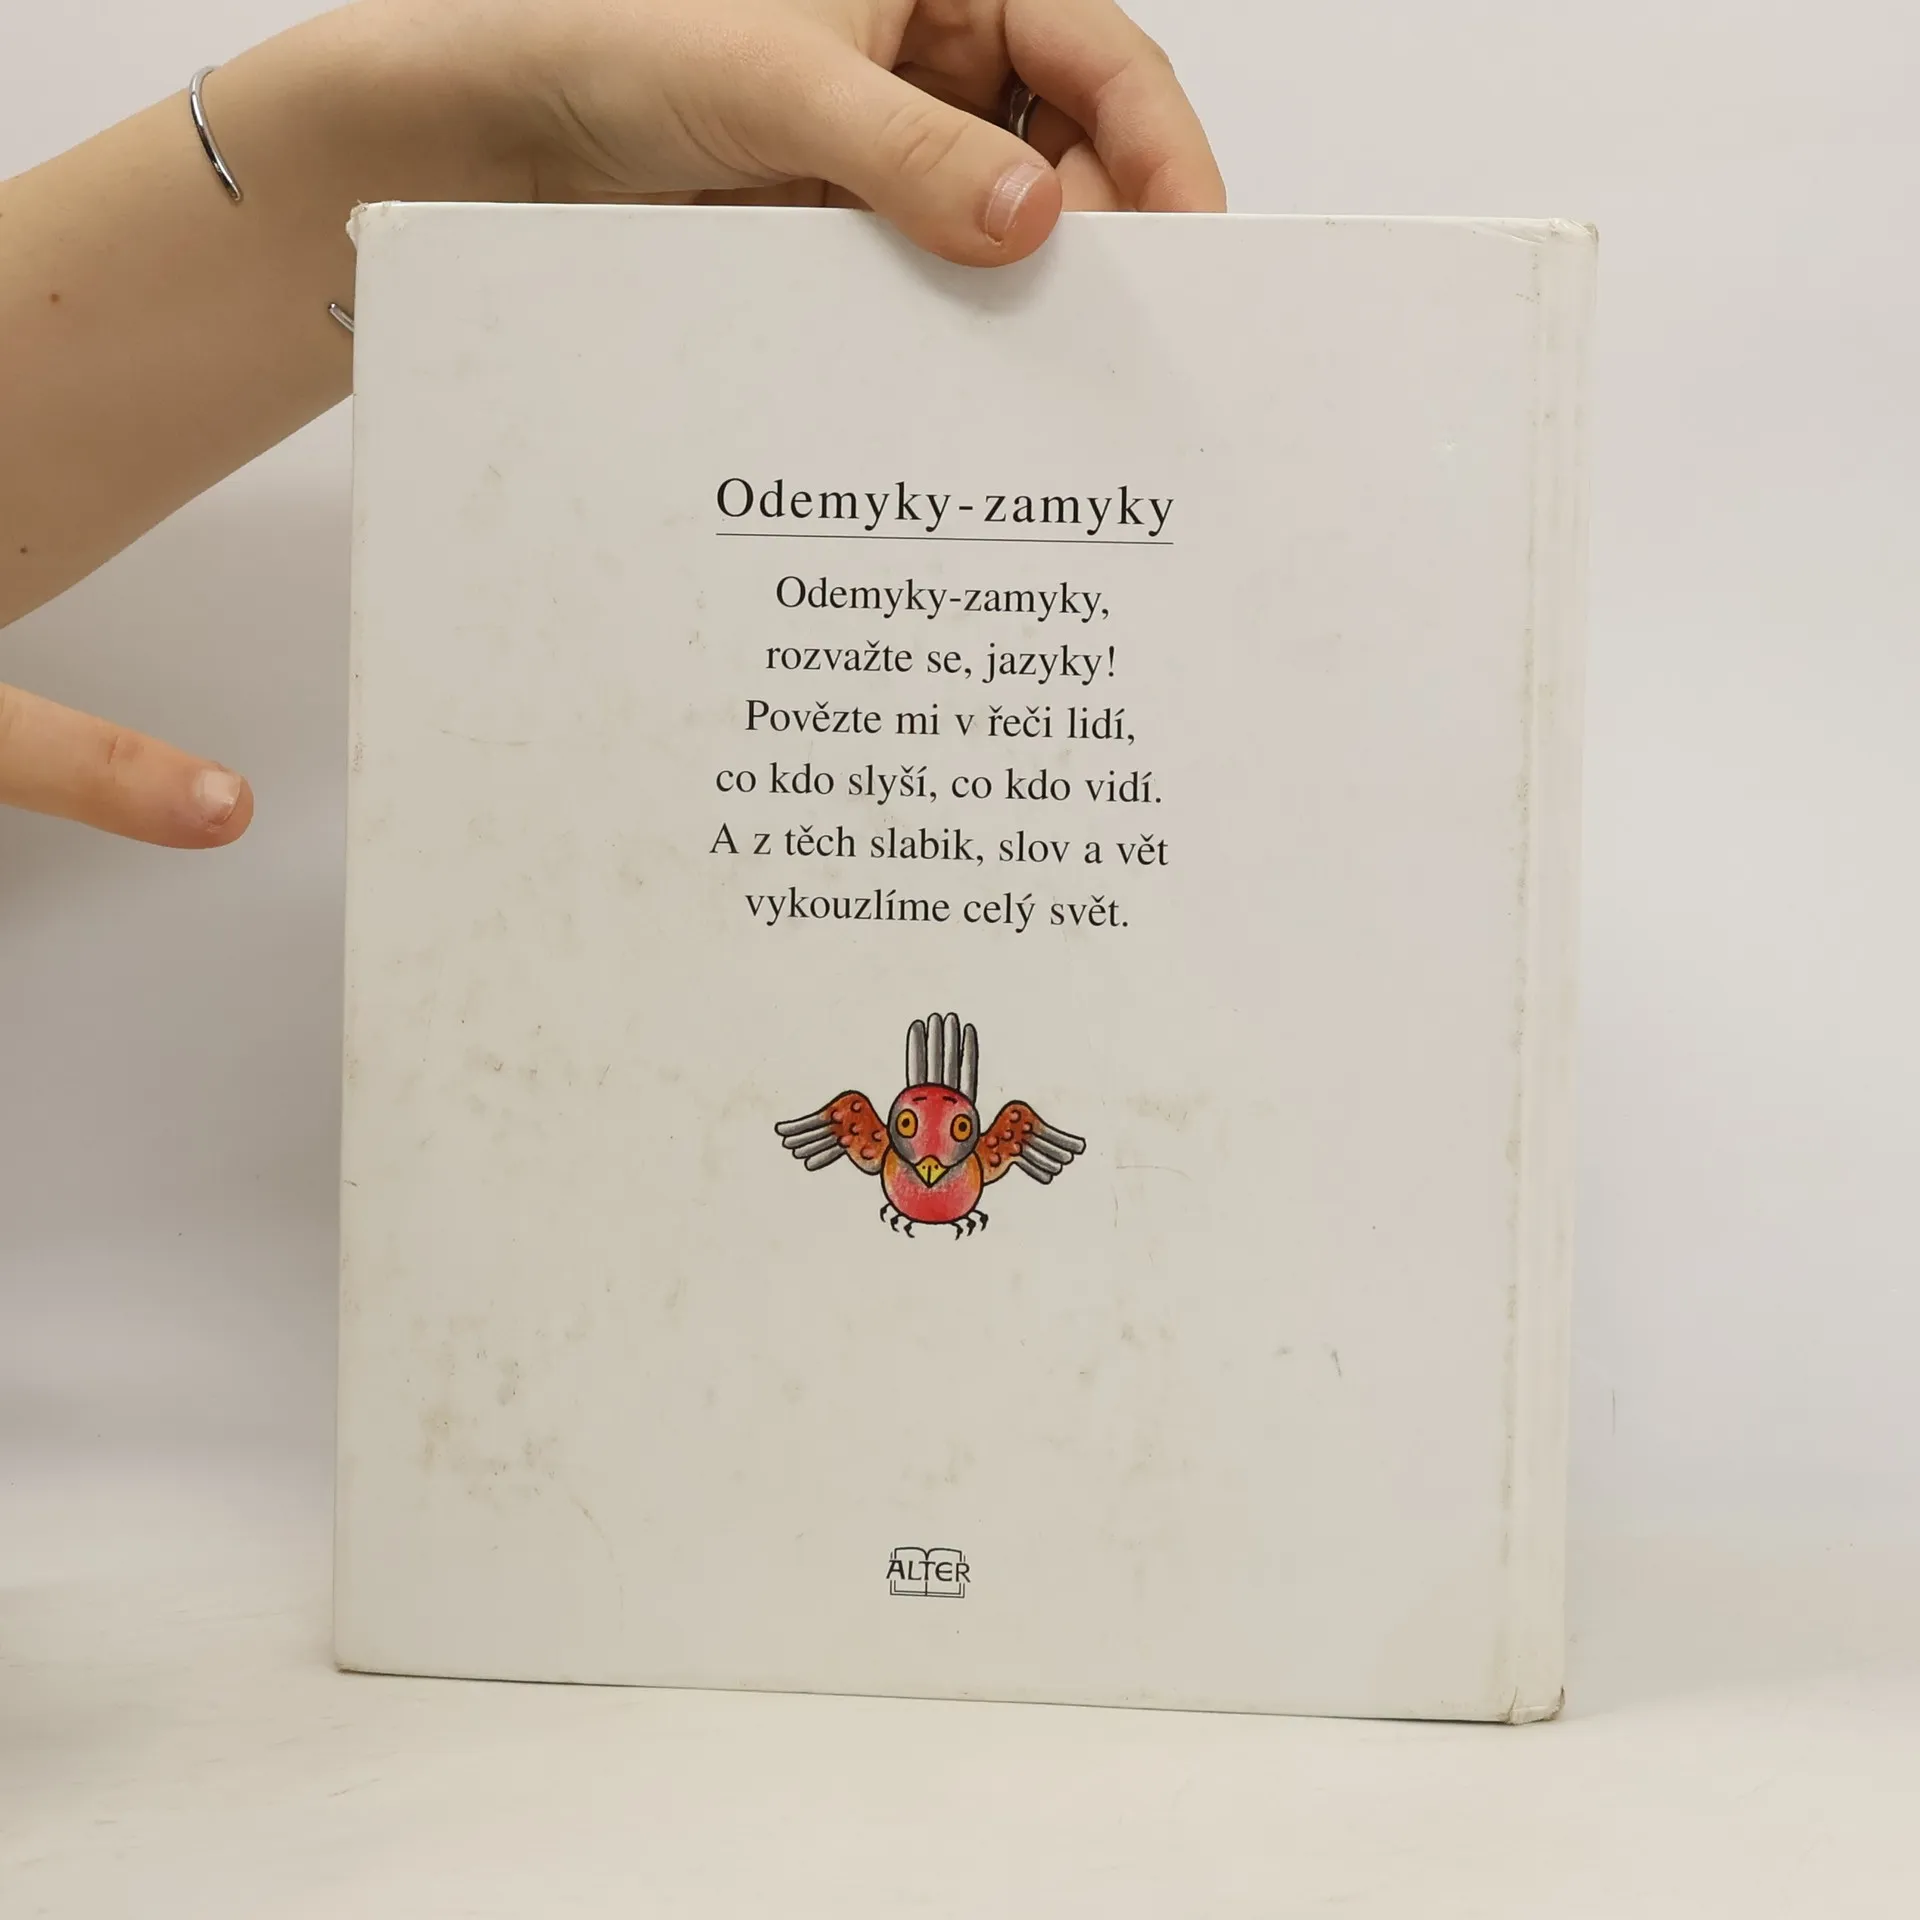 Odemyky-zamyky
Odemyky-zamyky,
rozvažte se, jazyky!
Povězte mi v řeči lidí,
co kdo slyší, co kdo vidí.
A z těch slabik, slov a vět
vykouzlíme celý svět.
ALTER